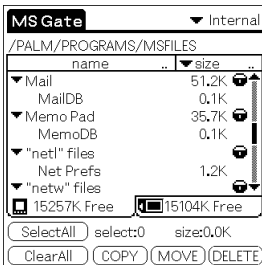 MS Gate ▼ Internal
/PALM/PROGRAMS/MSFILES
name .. ▼ size ..
▼ Mail 51.2K
MailDB 0.1K
▼ Memo Pad 35.7K
MemoDB 0.1K
▼ "netl" files
Net Prefs 1.2K
▼ "netw" files
15257K Free 15104K Free
SelectAll select:0 size:0.0K
ClearAll COPY MOVE DELETE